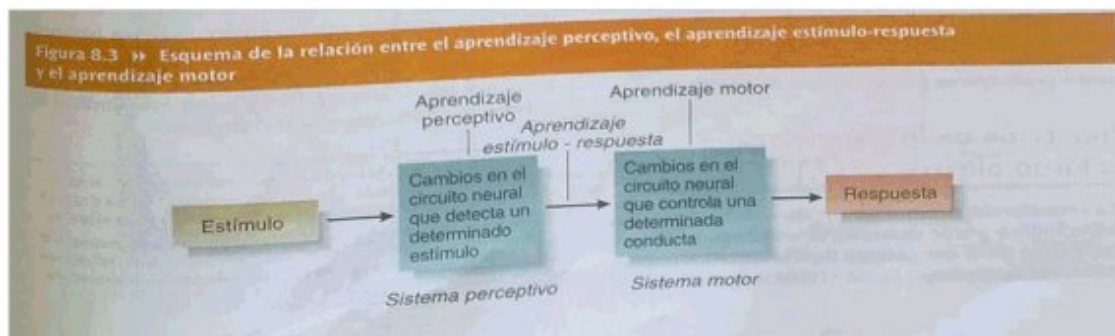 Figura 8.3 » Esquema de la relación entre el aprendizaje perceptivo, el aprendizaje estímulo-respuesta
y el aprendizaje motor
Aprendizaje
perceptivo
Aprendizaje
estímulo - respuesta
Aprendizaje motor
Estímulo
Cambios en el
circuito neural
que detecta un
determinado
estímulo
Cambios en el
circuito neural
que controla una
determinada
conducta
Respuesta
Sistema perceptivo
Sistema motor